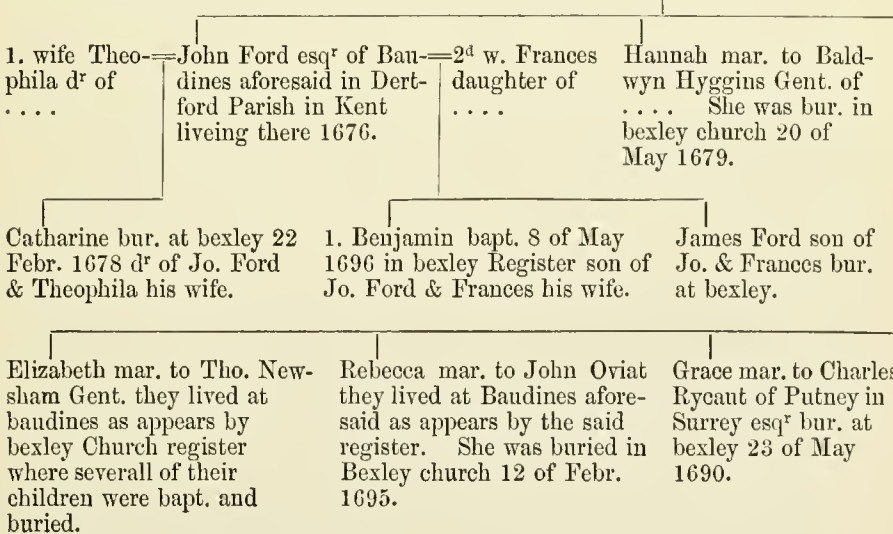 1. wife Theo-
phila dʳ of
. . . .
John Ford esqʳ of Bau-
dines aforesaid in Dert-
ford Parish in Kent
liveing there 1676.
2ᵈ w. Frances
daughter of
. . . .
Hannah mar. to Bald-
wyn Hyggins Gent. of
. . . . She was bur. in
bexley church 20 of
May 1679.
Catharine bur. at bexley 22
Febr. 1678 dʳ of Jo. Ford
& Theophila his wife.
1. Benjamin bapt. 8 of May
1696 in bexley Register son of
Jo. Ford & Frances his wife.
James Ford son of
Jo. & Frances bur.
at bexley.
Elizabeth mar. to Tho. New-
sham Gent. they lived at
baudines as appears by
bexley Church register
where severall of their
children were bapt. and
buried.
Rebecca mar. to John Oviat
they lived at Baudines afore-
said as appears by the said
register. She was buried in
Bexley church 12 of Febr.
1695.
Grace mar. to Charles
Rycaut of Putney in
Surrey esqʳ bur. at
bexley 23 of May
1690.